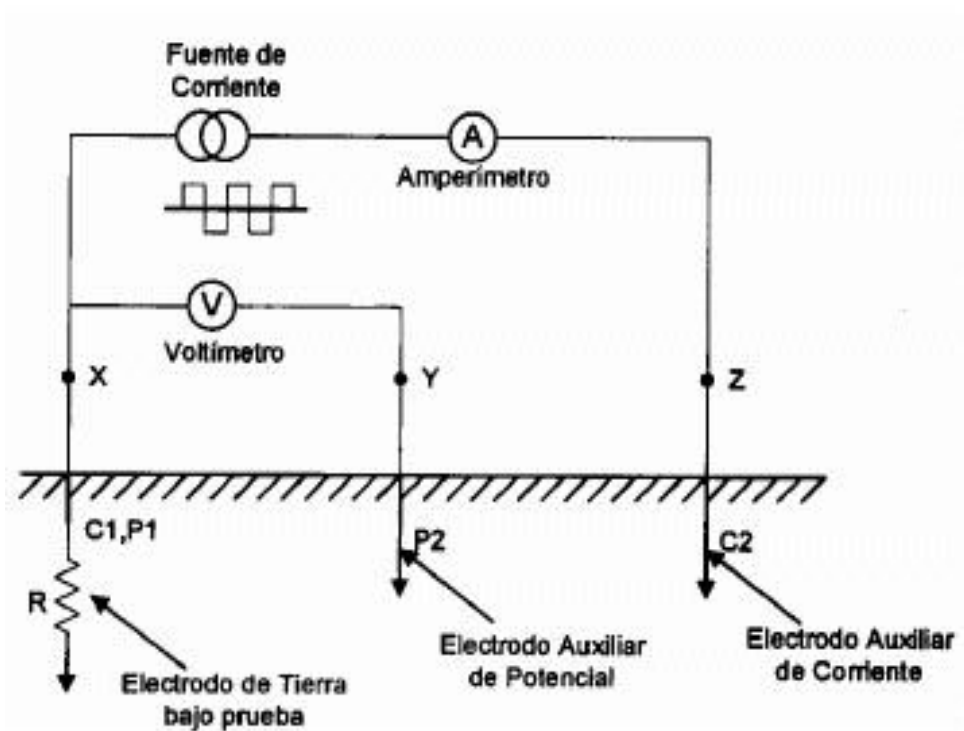 Fuente de
Corriente
A
Amperímetro
V
Voltímetro
X
Y
Z
C1,P1
P2
C2
R
Electrodo Auxiliar
de Potencial
Electrodo Auxiliar
de Corriente
Electrodo de Tierra
bajo prueba